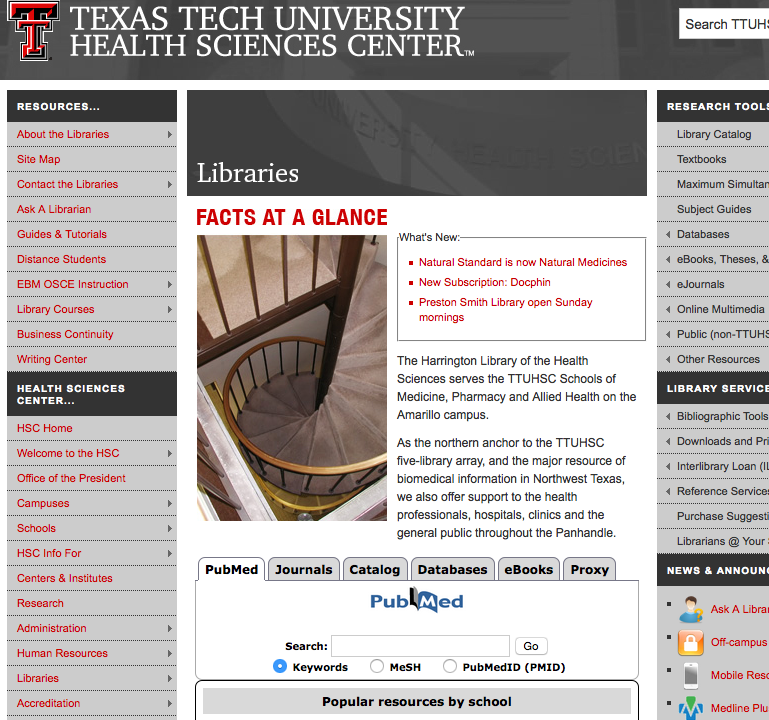 TEXAS TECH UNIVERSITY
HEALTH SCIENCES CENTER™
Search TTUHS
RESOURCES...
About the Libraries
Site Map
Contact the Libraries
Ask A Librarian
Guides & Tutorials
Distance Students
EBM OSCE Instruction
Library Courses
Business Continuity
Writing Center
HEALTH SCIENCES
CENTER...
HSC Home
Welcome to the HSC
Office of the President
Campuses
Schools
HSC Info For
Centers & Institutes
Research
Administration
Human Resources
Libraries
Accreditation
UNIVERSITY HEALTH SCIEN
Libraries
FACTS AT A GLANCE
What's New:
Natural Standard is now Natural Medicines
New Subscription: Docphin
Preston Smith Library open Sunday
mornings
The Harrington Library of the Health
Sciences serves the TTUHSC Schools of
Medicine, Pharmacy and Allied Health on the
Amarillo campus.
As the northern anchor to the TTUHSC
five-library array, and the major resource of
biomedical information in Northwest Texas,
we also offer support to the health
professionals, hospitals, clinics and the
general public throughout the Panhandle.
PubMed Journals Catalog Databases eBooks Proxy
PubMed
Search: Go
Keywords MeSH PubMedID (PMID)
Popular resources by school
RESEARCH TOOLS
Library Catalog
Textbooks
Maximum Simultan
Subject Guides
Databases
eBooks, Theses, &
eJournals
Online Multimedia
Public (non-TTUHS
Other Resources
LIBRARY SERVICE
Bibliographic Tools
Downloads and Pri
Interlibrary Loan (IL
Reference Services
Purchase Suggesti
Librarians @ Your
NEWS & ANNOUN
Ask A Librar
Off-campus
Mobile Reso
Medline Plu